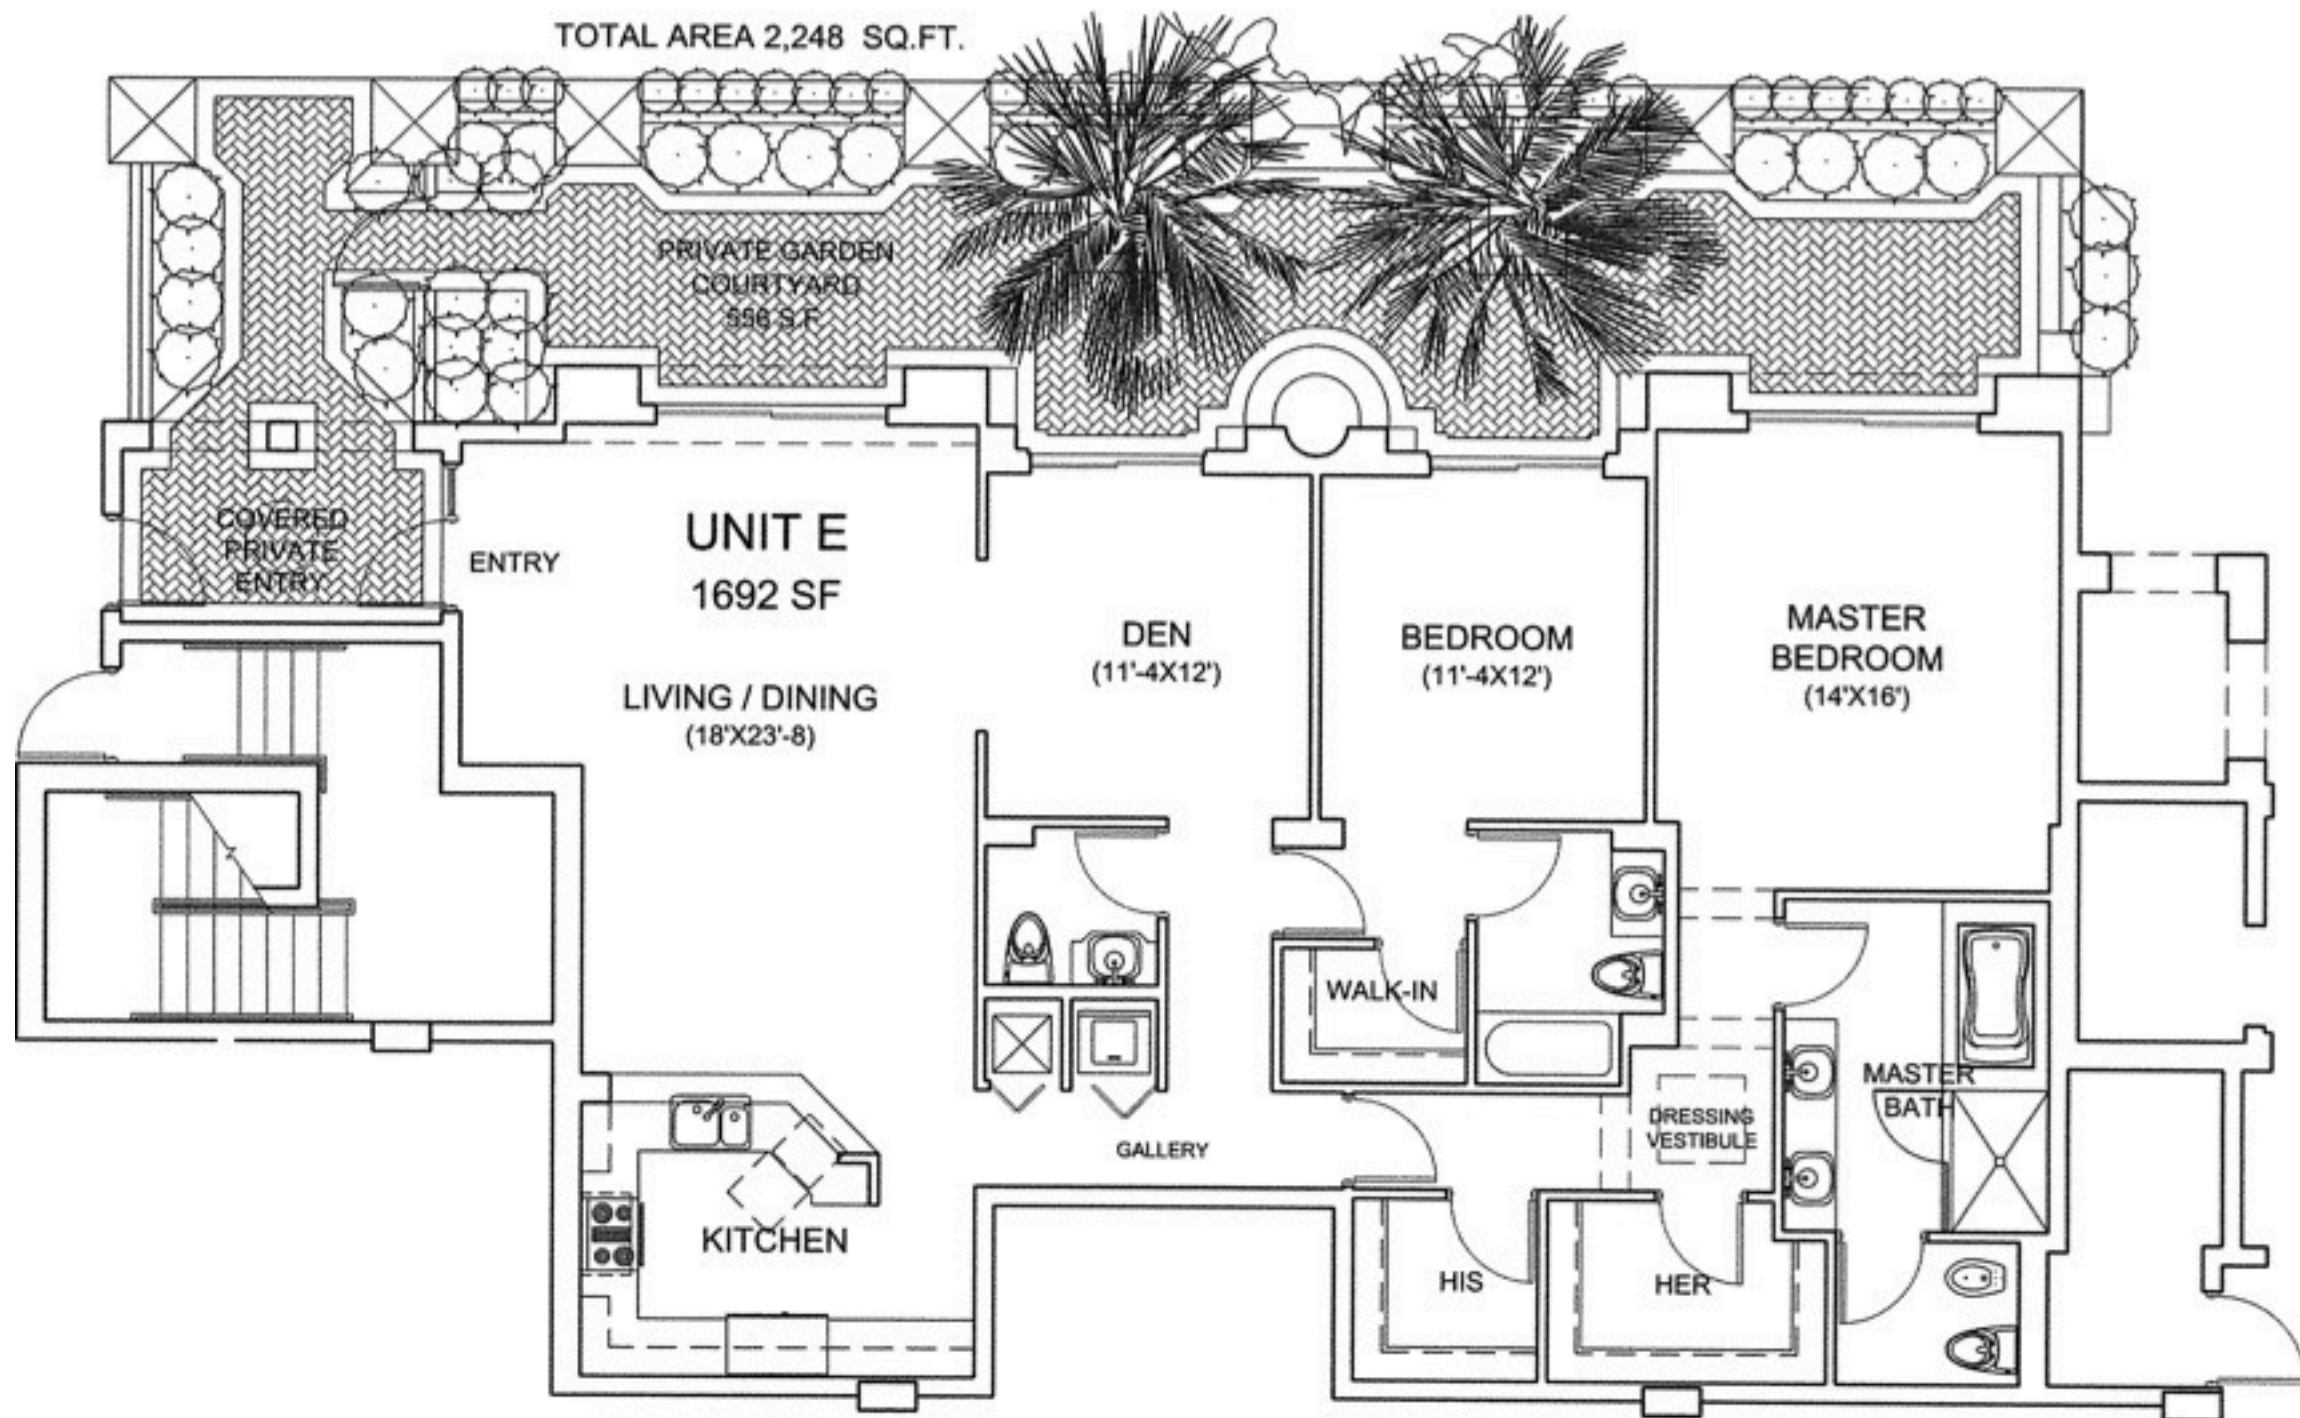 TOTAL AREA 2,248 SQ.FT.
PRIVATE GARDEN
COURTYARD
556 S.F
COVERED
PRIVATE
ENTRY
ENTRY
UNIT E
1692 SF
LIVING / DINING
(18'X23'-8)
DEN
(11'-4X12')
BEDROOM
(11'-4X12')
MASTER
BEDROOM
(14'X16')
WALK-IN
MASTER
BATH
DRESSING
VESTIBULE
GALLERY
KITCHEN
HIS
HER